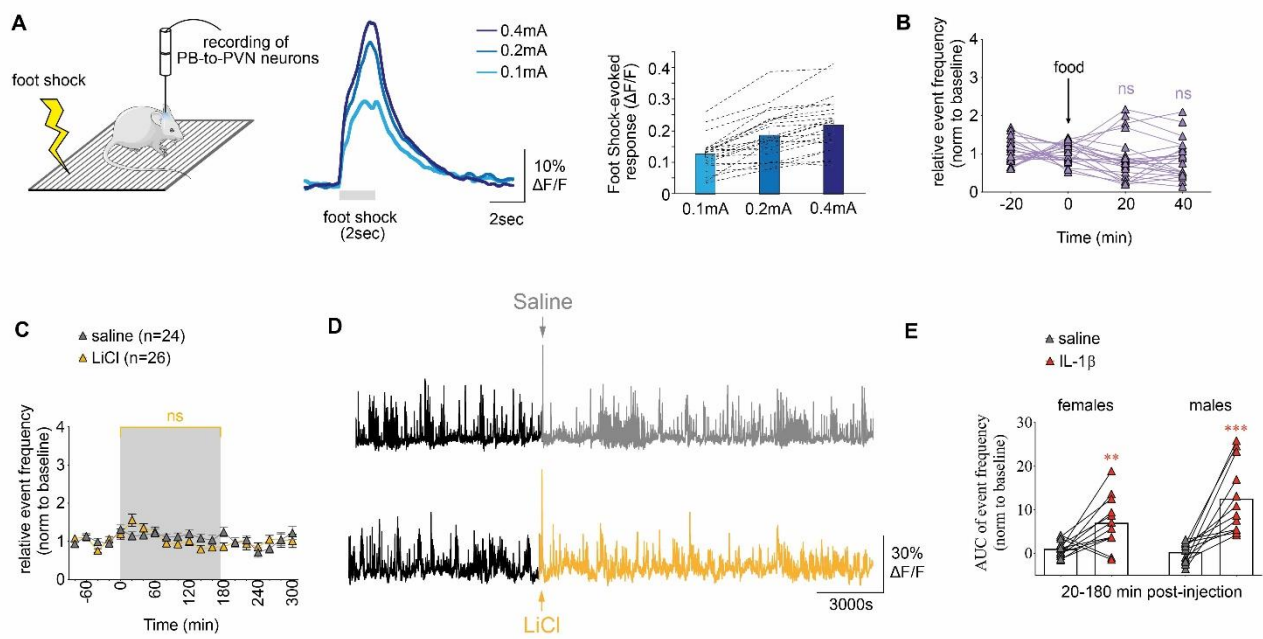 A
recording of
PB-to-PVN neurons
foot shock
0.4mA
0.2mA
0.1mA
10%
ΔF/F
2sec
foot shock
(2sec)
Foot Shock-evoked
response (ΔF/F)
0.4
0.3
0.2
0.1
0
0.1mA 0.2mA 0.4mA
B
relative event frequency
(norm to baseline)
4
3
2
1
0
food
ns ns
-20 0 20 40
Time (min)
C
saline (n=24)
LiCl (n=26)
ns
relative event frequency
(norm to baseline)
4
3
2
1
0
-60 0 60 120 180 240 300
Time (min)
D
Saline
LiCl
30%
ΔF/F
3000s
E
saline
IL-1β
females males
AUC of event frequency
(norm to baseline)
30
20
10
0
** ***
20-180 min post-injection